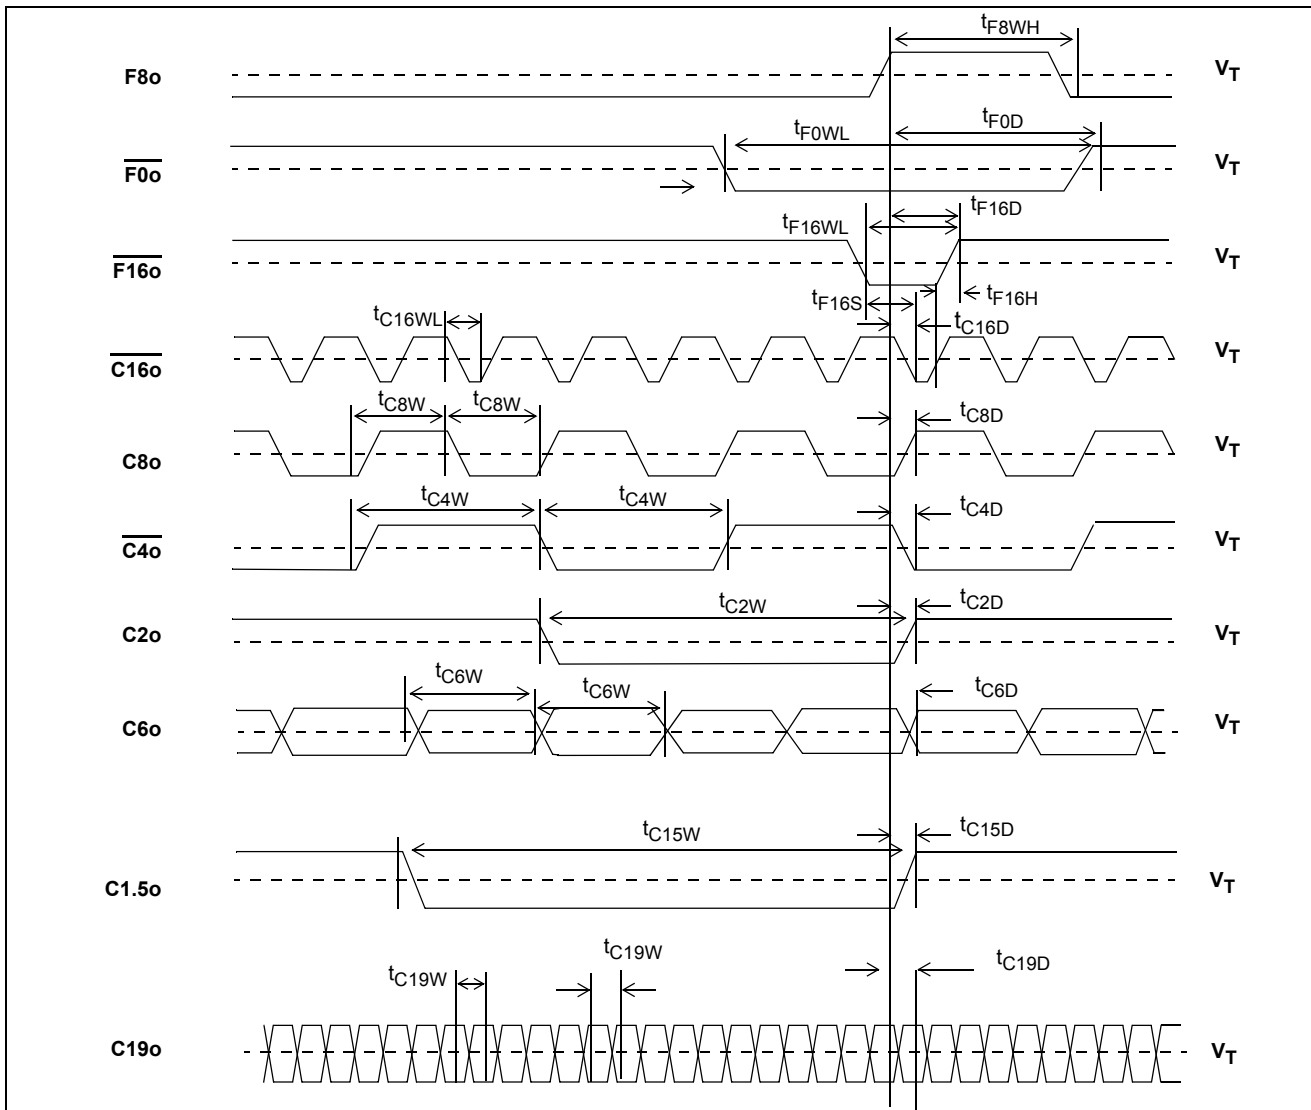 tF8WH
F8o
VT
tF0WL
tF0D
F0o
VT
tF16D
tF16WL
F16o
VT
tF16S
tF16H
tC16WL
tC16D
C16o
VT
tC8W
tC8W
tC8D
C8o
VT
tC4W
tC4W
tC4D
C4o
VT
tC2W
tC2D
C2o
VT
tC6W
tC6W
tC6D
C6o
VT
tC15W
tC15D
C1.5o
VT
tC19W
tC19W
tC19D
C19o
VT